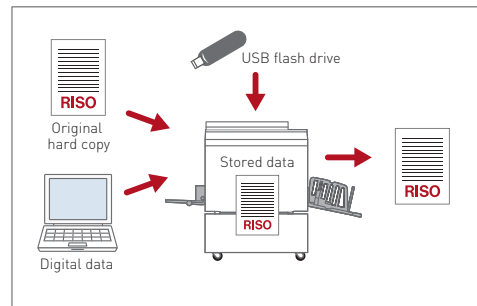 USB flash drive
RISO
Original
hard copy
Stored data
RISO
RISO
Digital data